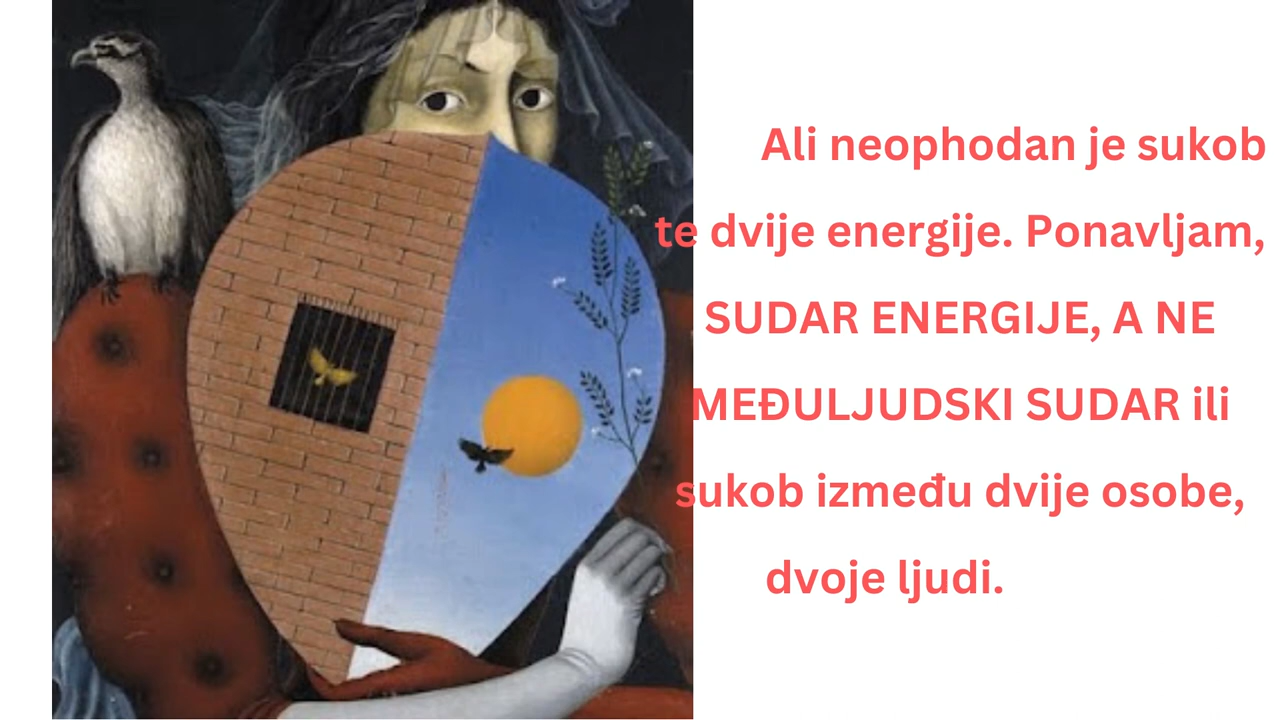 Ali neophodan je sukob
te dvije energije. Ponavljam,
SUDAR ENERGIJE, A NE
MEĐULJUDSKI SUDAR ili
sukob između dvije osobe,
dvoje ljudi.